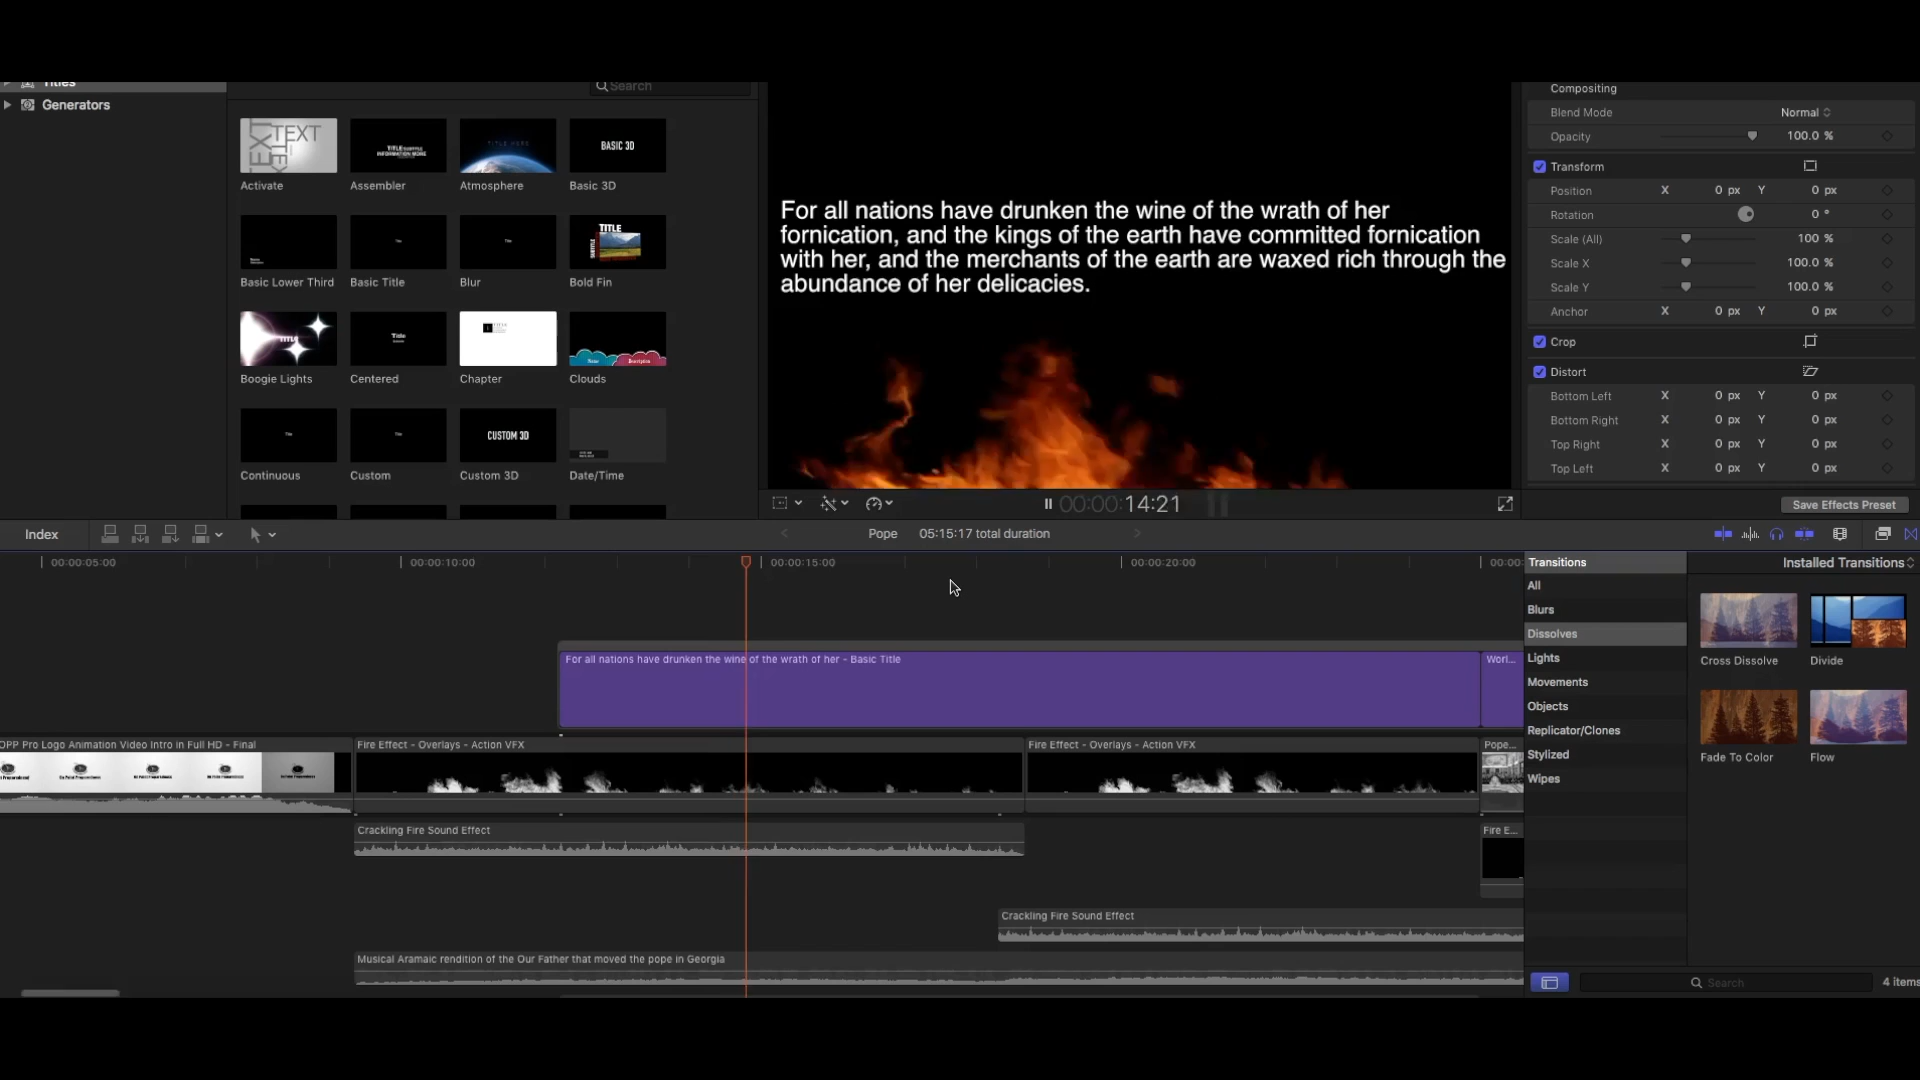 Titles
Search
Generators
TEXT
Activate
Assembler
TITLE HERE
Atmosphere
BASIC 3D
Basic 3D
Basic Lower Third
Basic Title
Blur
TITLE
Bold Fin
Boogie Lights
Title
Centered
Chapter
Clouds
Continuous
Custom
CUSTOM 3D
Custom 3D
Date/Time
For all nations have drunken the wine of the wrath of her
fornication, and the kings of the earth have committed fornication
with her, and the merchants of the earth are waxed rich through the
abundance of her delicacies.
00:00:14:21
Compositing
Blend Mode Normal
Opacity 100.0 %
Transform
Position X 0 px Y 0 px
Rotation 0 °
Scale (All) 100 %
Scale X 100.0 %
Scale Y 100.0 %
Anchor X 0 px Y 0 px
Crop
Distort
Bottom Left X 0 px Y 0 px
Bottom Right X 0 px Y 0 px
Top Right X 0 px Y 0 px
Top Left X 0 px Y 0 px
Save Effects Preset
Index
Pope 05:15:17 total duration
00:00:05:00 00:00:10:00 00:00:15:00 00:00:20:00 00:00:
For all nations have drunken the wine of the wrath of her - Basic Title
Worl...
OPP Pro Logo Animation Video Intro in Full HD - Final
Fire Effect - Overlays - Action VFX
Fire Effect - Overlays - Action VFX
Pope...
Crackling Fire Sound Effect
Fire E...
Crackling Fire Sound Effect
Musical Aramaic rendition of the Our Father that moved the pope in Georgia
Transitions
All
Blurs
Dissolves
Lights
Movements
Objects
Replicator/Clones
Stylized
Wipes
Installed Transitions
Cross Dissolve
Divide
Fade To Color
Flow
Search
4 items